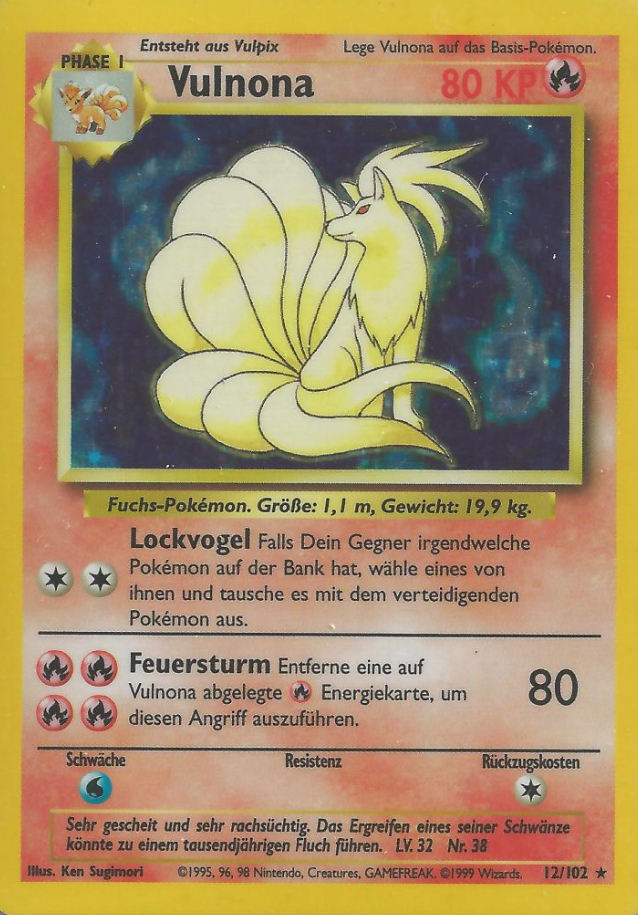 Entsteht aus Vulpix
Lege Vulnona auf das Basis-Pokémon.
PHASE 1
Vulnona
80 KP
Fuchs-Pokémon. Größe: 1,1 m, Gewicht: 19,9 kg.
Lockvogel Falls Dein Gegner irgendwelche
Pokémon auf der Bank hat, wähle eines von
ihnen und tausche es mit dem verteidigenden
Pokémon aus.
Feuersturm Entferne eine auf
Vulnona abgelegte Energiekarte, um
diesen Angriff auszuführen.
80
Schwäche
Resistenz
Rückzugskosten
Sehr gescheit und sehr rachsüchtig. Das Ergreifen eines seiner Schwänze
könnte zu einem tausendjährigen Fluch führen. LV. 32 Nr. 38
Illus. Ken Sugimori
©1995, 96, 98 Nintendo, Creatures, GAMEFREAK. ©1999 Wizards.
12/102 ★